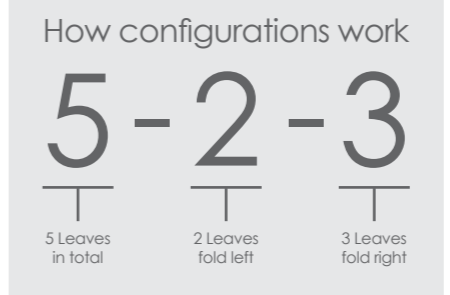 How configurations work
5-2-3
5 Leaves 2 Leaves 3 Leaves
in total fold left fold right